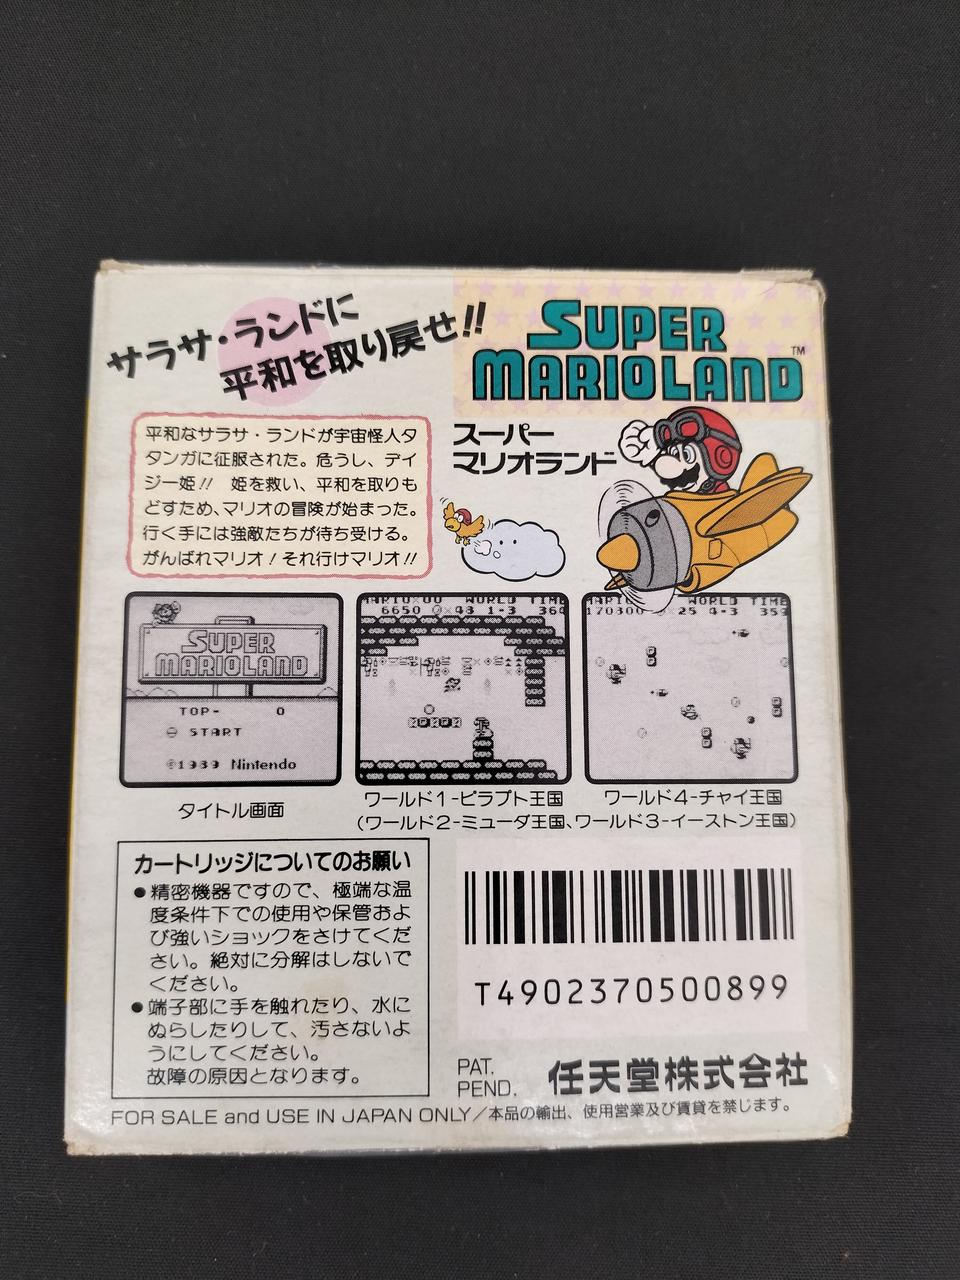 サラサ・ランドに
平和を取り戻せ!!
SUPER
MARIOLAND™
スーパー
マリオランド
平和なサラサ・ランドが宇宙怪人タ
タンガに征服された。危うし、デイ
ジー姫!! 姫を救い、平和を取りも
どすため、マリオの冒険が始まった。
行く手には強敵たちが待ち受ける。
がんばれマリオ!それ行けマリオ!!
SUPER
MARIOLAND
TOP- 0
START
©1989 Nintendo
MARIO×00 WORLD TIME
6650 ×43 1-3 364
MARIO WORLD TIME
170300 ×25 4-3 354
タイトル画面
ワールド1-ピラプト王国
(ワールド2-ミューダ王国、ワールド3-イーストン王国)
ワールド4-チャイ王国
カートリッジについてのお願い
●精密機器ですので、極端な温
度条件下での使用や保管およ
び強いショックをさけてくだ
さい。絶対に分解はしないで
ください。
●端子部に手を触れたり、水に
ぬらしたりして、汚さないよ
うにしてください。
故障の原因となります。
T4902370500899
PAT.
PEND.
任天堂株式会社
FOR SALE and USE IN JAPAN ONLY/本品の輸出、使用営業及び賃貸を禁じます。